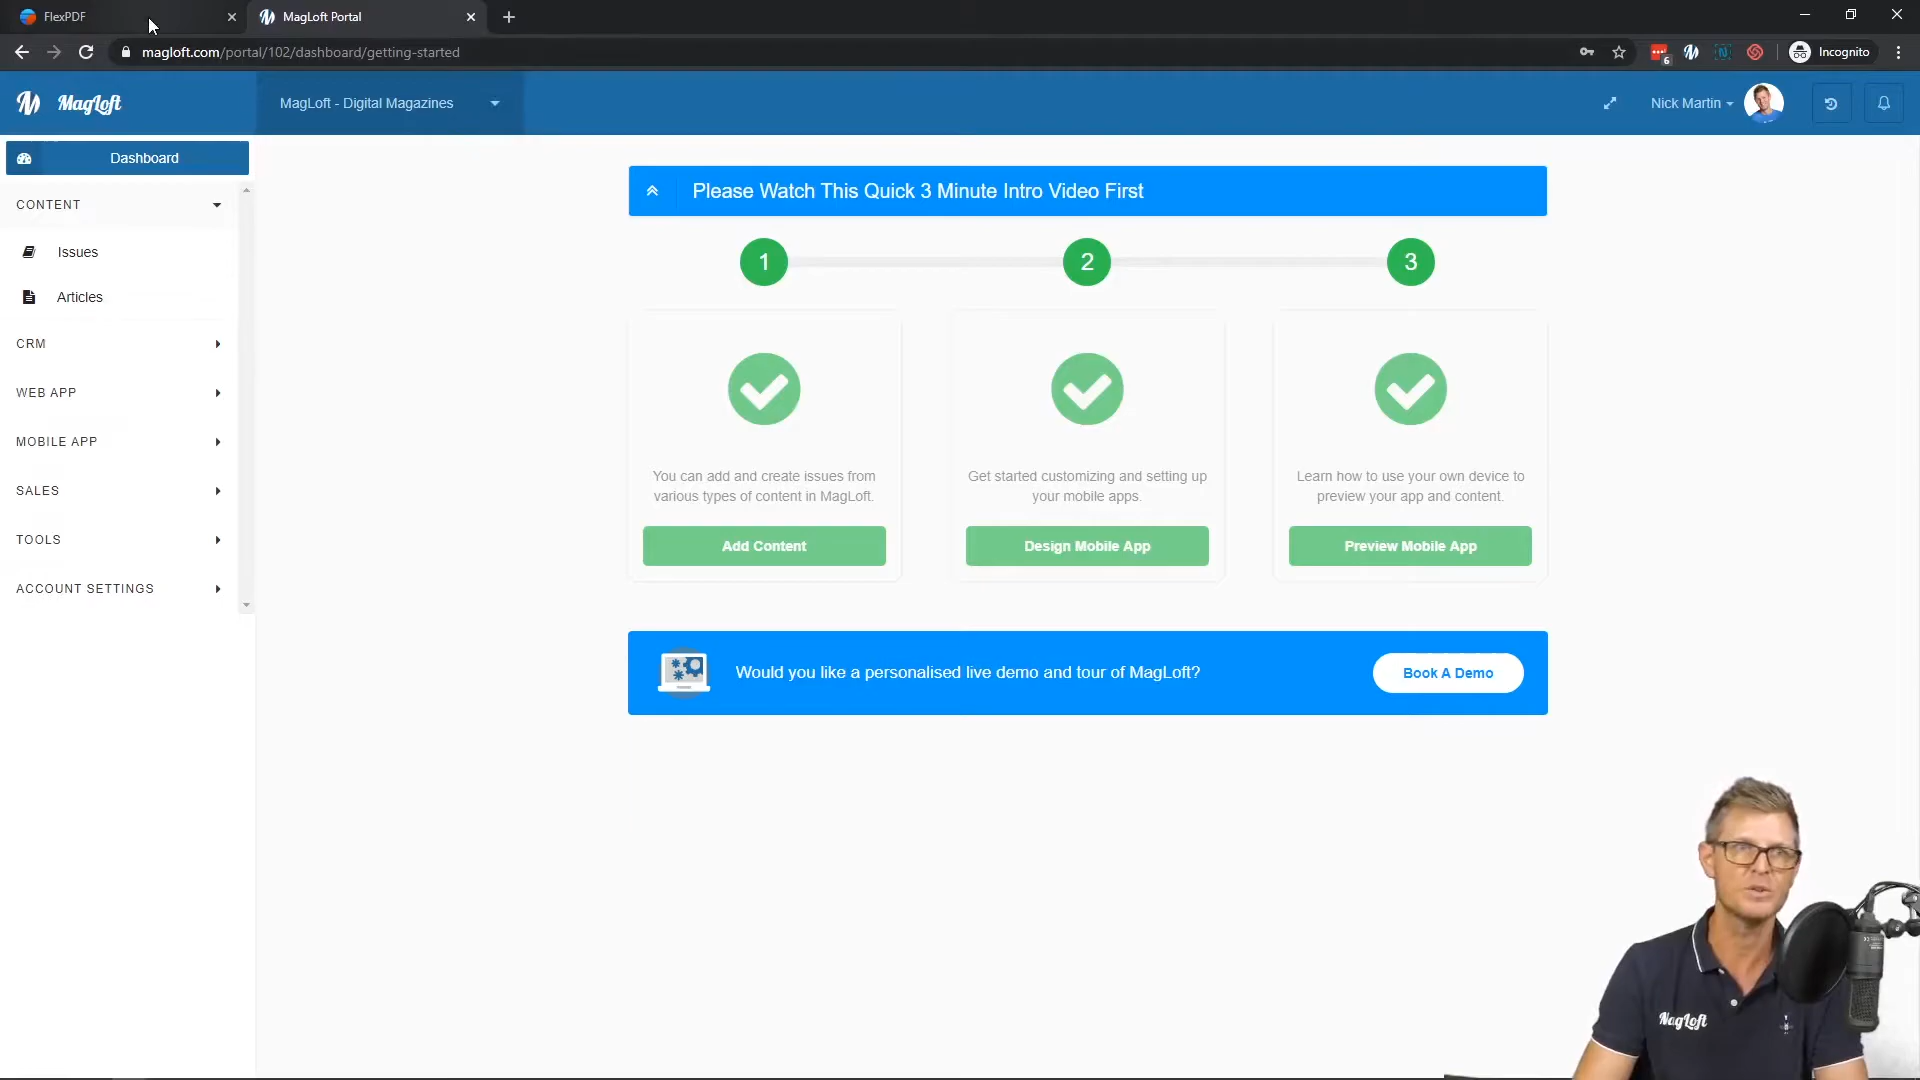 FlexPDF
MagLoft Portal
magloft.com/portal/102/dashboard/getting-started
6
Incognito
MagLoft
MagLoft - Digital Magazines
Nick Martin
Dashboard
CONTENT
Issues
Articles
CRM
WEB APP
MOBILE APP
SALES
TOOLS
ACCOUNT SETTINGS
Please Watch This Quick 3 Minute Intro Video First
1
2
3
You can add and create issues from
various types of content in MagLoft.
Add Content
Get started customizing and setting up
your mobile apps.
Design Mobile App
Learn how to use your own device to
preview your app and content.
Preview Mobile App
Would you like a personalised live demo and tour of MagLoft?
Book A Demo
MagLoft